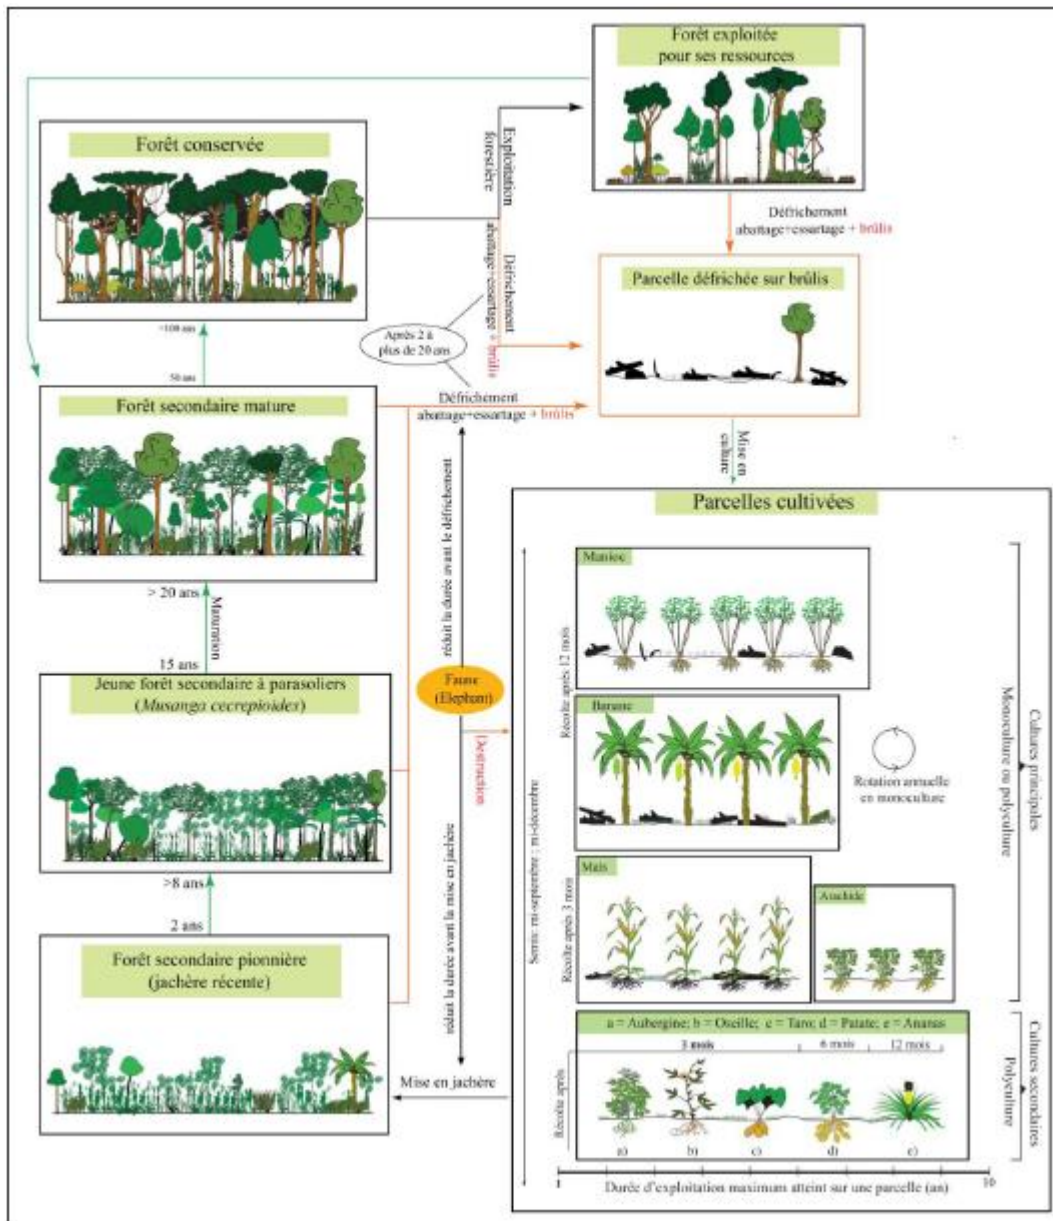 Forêt exploitée
pour ses ressources
Forêt conservée
Exploitation
forestière
Défrichement
abattage+essartage + brûlis
Défrichement
abattage+essartage + brûlis
Parcelle défrichée sur brûlis
Après 2 à
plus de 20 ans
100 ans
50 ans
Forêt secondaire mature
Défrichement
abattage+essartage + brûlis
Mise en
culture
Parcelles cultivées
> 20 ans
Maturation
15 ans
réduit la durée avant le défrichement
Jeune forêt secondaire à parasoliers
(Musanga cecrepioides)
Faune
(Elephant)
Destruction
>8 ans
2 ans
réduit la durée avant la mise en jachère
Forêt secondaire pionnière
(jachère récente)
Mise en jachère
Semis: mi-septembre ; mi-décembre
Récolte après 12 mois
Manioc
Banane
Rotation annuelle
en monoculture
Récolte après 3 mois
Maïs
Arachide
Cultures principales
Monoculture ou polyculture
a = Aubergine; b = Oseille; c = Taro; d = Patate; e = Ananas
3 mois
6 mois
12 mois
Récolte après
a)
b)
c)
d)
e)
Cultures secondaires
Polyculture
1
10
Durée d'exploitation maximum atteint sur une parcelle (an)